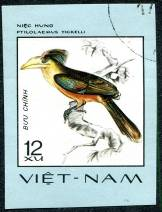 NIỆC HUNG
PTILOLAEMUS TICKELLI
BƯU CHÍNH
12
XU
VIỆT-NAM